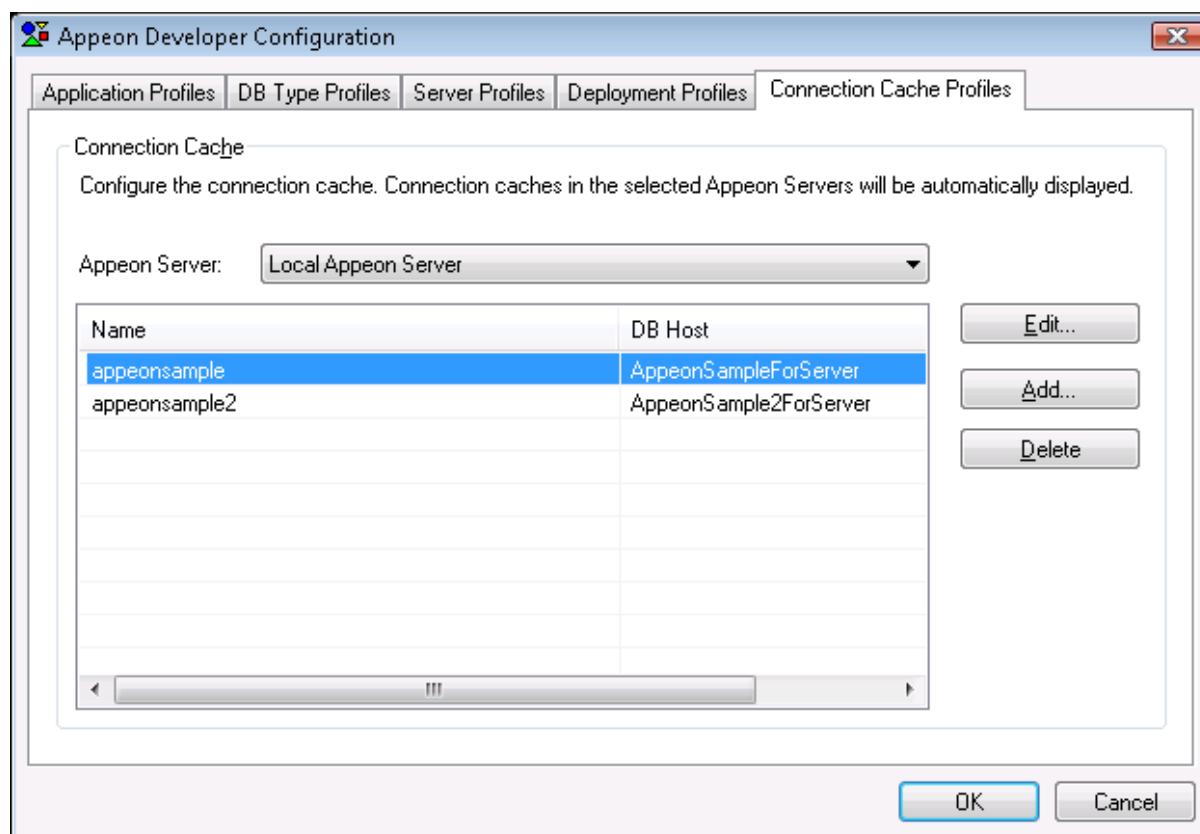 Appeon Developer Configuration
Application Profiles DB Type Profiles Server Profiles Deployment Profiles Connection Cache Profiles
Connection Cache
Configure the connection cache. Connection caches in the selected Appeon Servers will be automatically displayed.
Appeon Server: Local Appeon Server
Name DB Host
Edit...
appeonsample AppeonSampleForServer
Add...
appeonsample2 AppeonSample2ForServer
Delete
OK Cancel